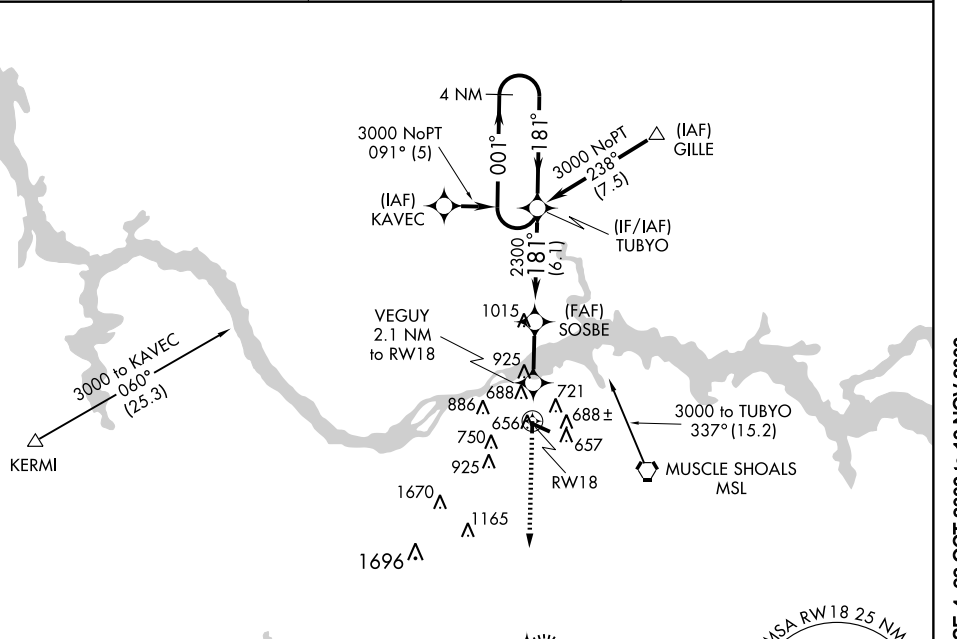 4 NM
001°
181°
3000 NoPT
091° (5)
3000 NoPT
238°
(7.5)
(IAF)
GILLE
(IAF)
KAVEC
(IF/IAF)
TUBYO
2300
181°
(6.1)
VEGUY
2.1 NM
to RW18
1015
(FAF)
SOSBE
3000 to KAVEC
060°
(25.3)
KERMI
925
688
721
886
656
688±
750
657
925
RW18
3000 to TUBYO
337° (15.2)
MUSCLE SHOALS
MSL
1670
1165
1696
MSA RW18 25 NM